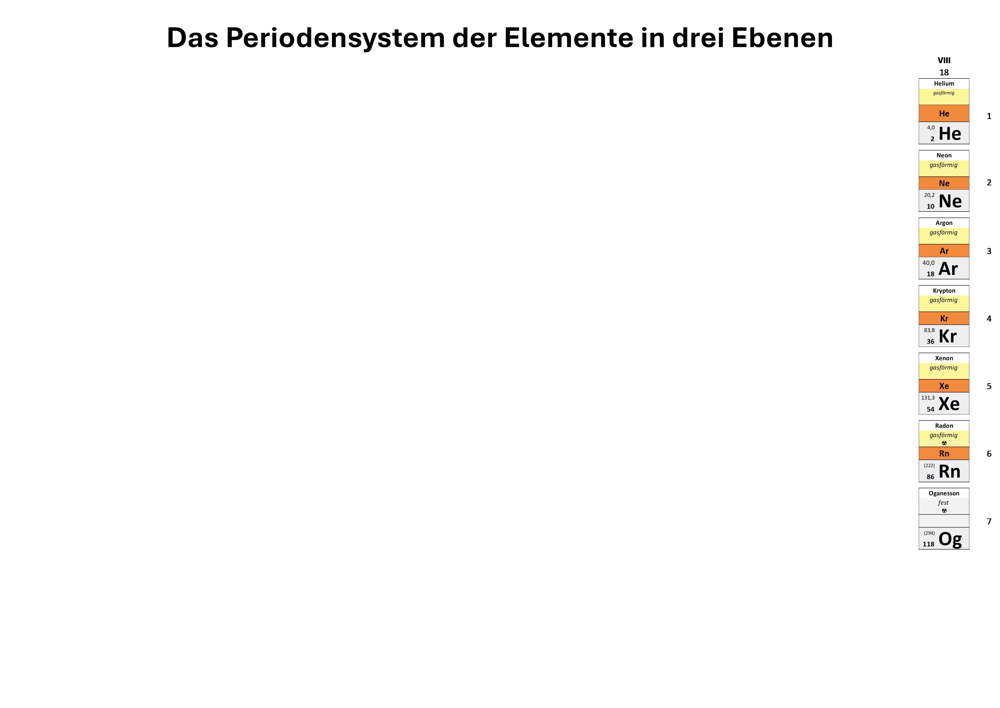 Das Periodensystem der Elemente in drei Ebenen
VIII
18
Helium
gasförmig
He
1
4,0
2 He
Neon
gasförmig
Ne
2
20,2
10 Ne
Argon
gasförmig
Ar
3
40,0
18 Ar
Krypton
gasförmig
Kr
4
83,8
36 Kr
Xenon
gasförmig
Xe
5
131,3
54 Xe
Radon
gasförmig
☢
Rn
6
(222)
86 Rn
Oganesson
fest
☢
7
(294)
118 Og